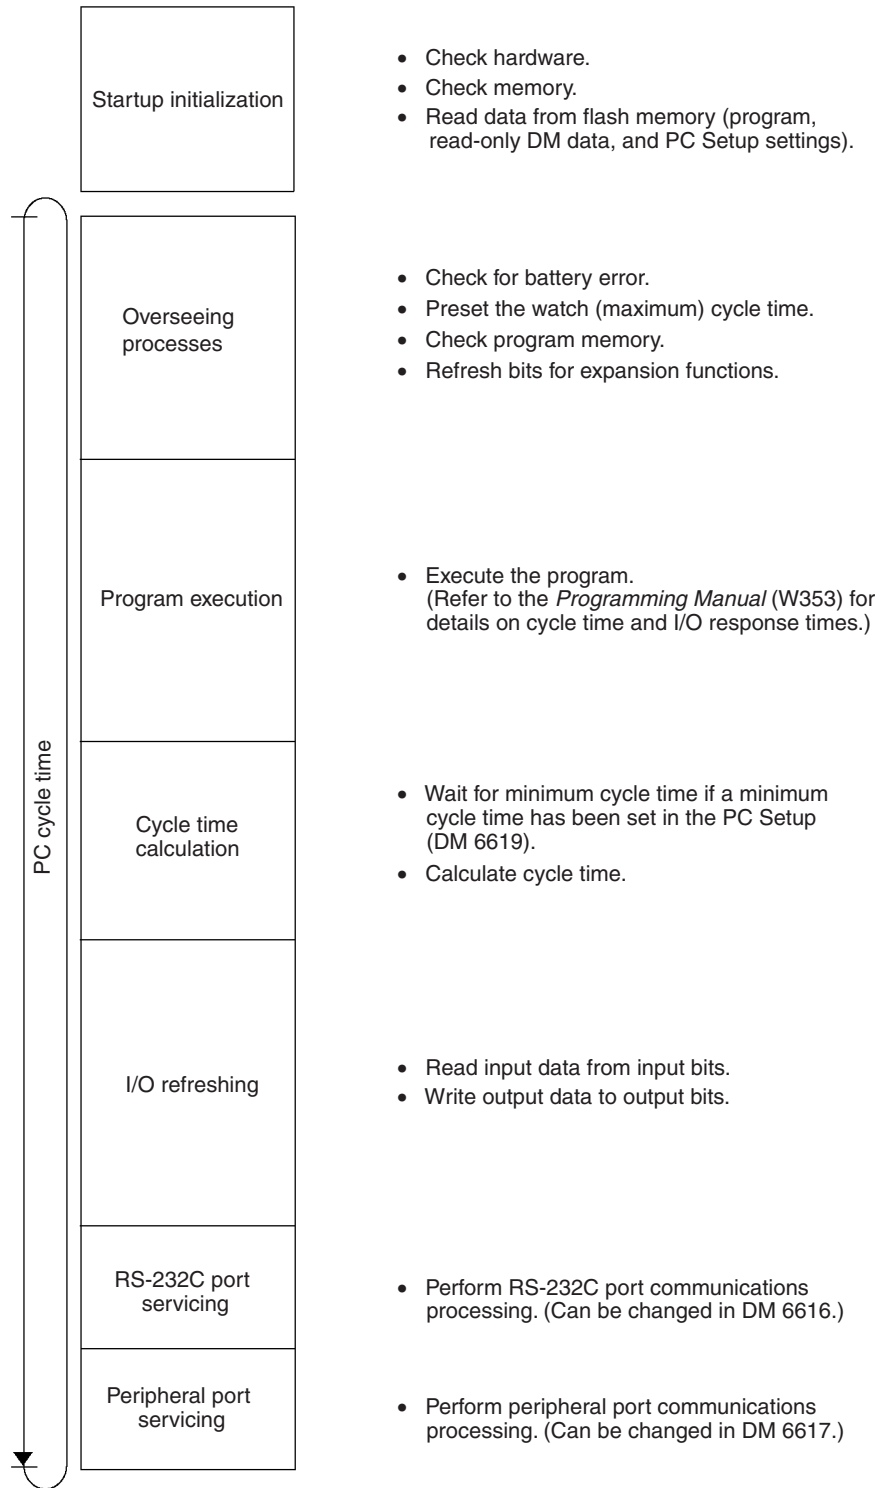 Startup initialization
• Check hardware.
• Check memory.
• Read data from flash memory (program,
read-only DM data, and PC Setup settings).
PC cycle time
Overseeing
processes
• Check for battery error.
• Preset the watch (maximum) cycle time.
• Check program memory.
• Refresh bits for expansion functions.
Program execution
• Execute the program.
(Refer to the Programming Manual (W353) for
details on cycle time and I/O response times.)
Cycle time
calculation
• Wait for minimum cycle time if a minimum
cycle time has been set in the PC Setup
(DM 6619).
• Calculate cycle time.
I/O refreshing
• Read input data from input bits.
• Write output data to output bits.
RS-232C port
servicing
• Perform RS-232C port communications
processing. (Can be changed in DM 6616.)
Peripheral port
servicing
• Perform peripheral port communications
processing. (Can be changed in DM 6617.)